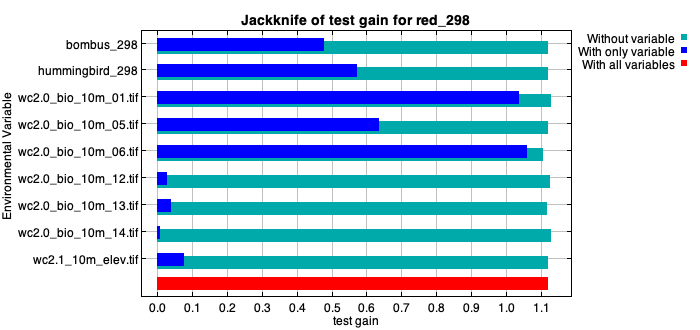 Jackknife of test gain for red_298
Without variable
With only variable
With all variables
Environmental Variable
bombus_298
hummingbird_298
wc2.0_bio_10m_01.tif
wc2.0_bio_10m_05.tif
wc2.0_bio_10m_06.tif
wc2.0_bio_10m_12.tif
wc2.0_bio_10m_13.tif
wc2.0_bio_10m_14.tif
wc2.1_10m_elev.tif
0.0 0.1 0.2 0.3 0.4 0.5 0.6 0.7 0.8 0.9 1.0 1.1
test gain